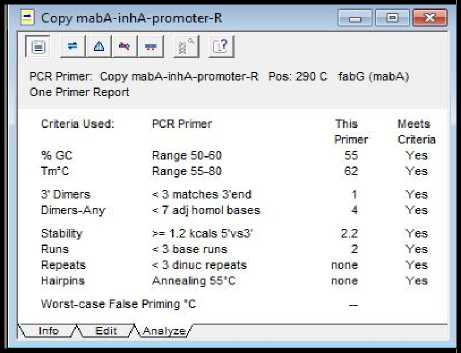 Copy mabA-inhA-promoter-R
PCR Primer: Copy mabA-inhA-promoter-R Pos: 290 C fabG (mabA)
One Primer Report
Criteria Used: PCR Primer This Primer Meets Criteria
% GC Range 50-60 55 Yes
Tm°C Range 55-80 62 Yes
3' Dimers < 3 matches 3'end 1 Yes
Dimers-Any < 7 adj homol bases 4 Yes
Stability >= 1.2 kcals 5'vs3' 2.2 Yes
Runs < 3 base runs 2 Yes
Repeats < 3 dinuc repeats none Yes
Hairpins Annealing 55°C none Yes
Worst-case False Priming °C --
Info Edit Analyze